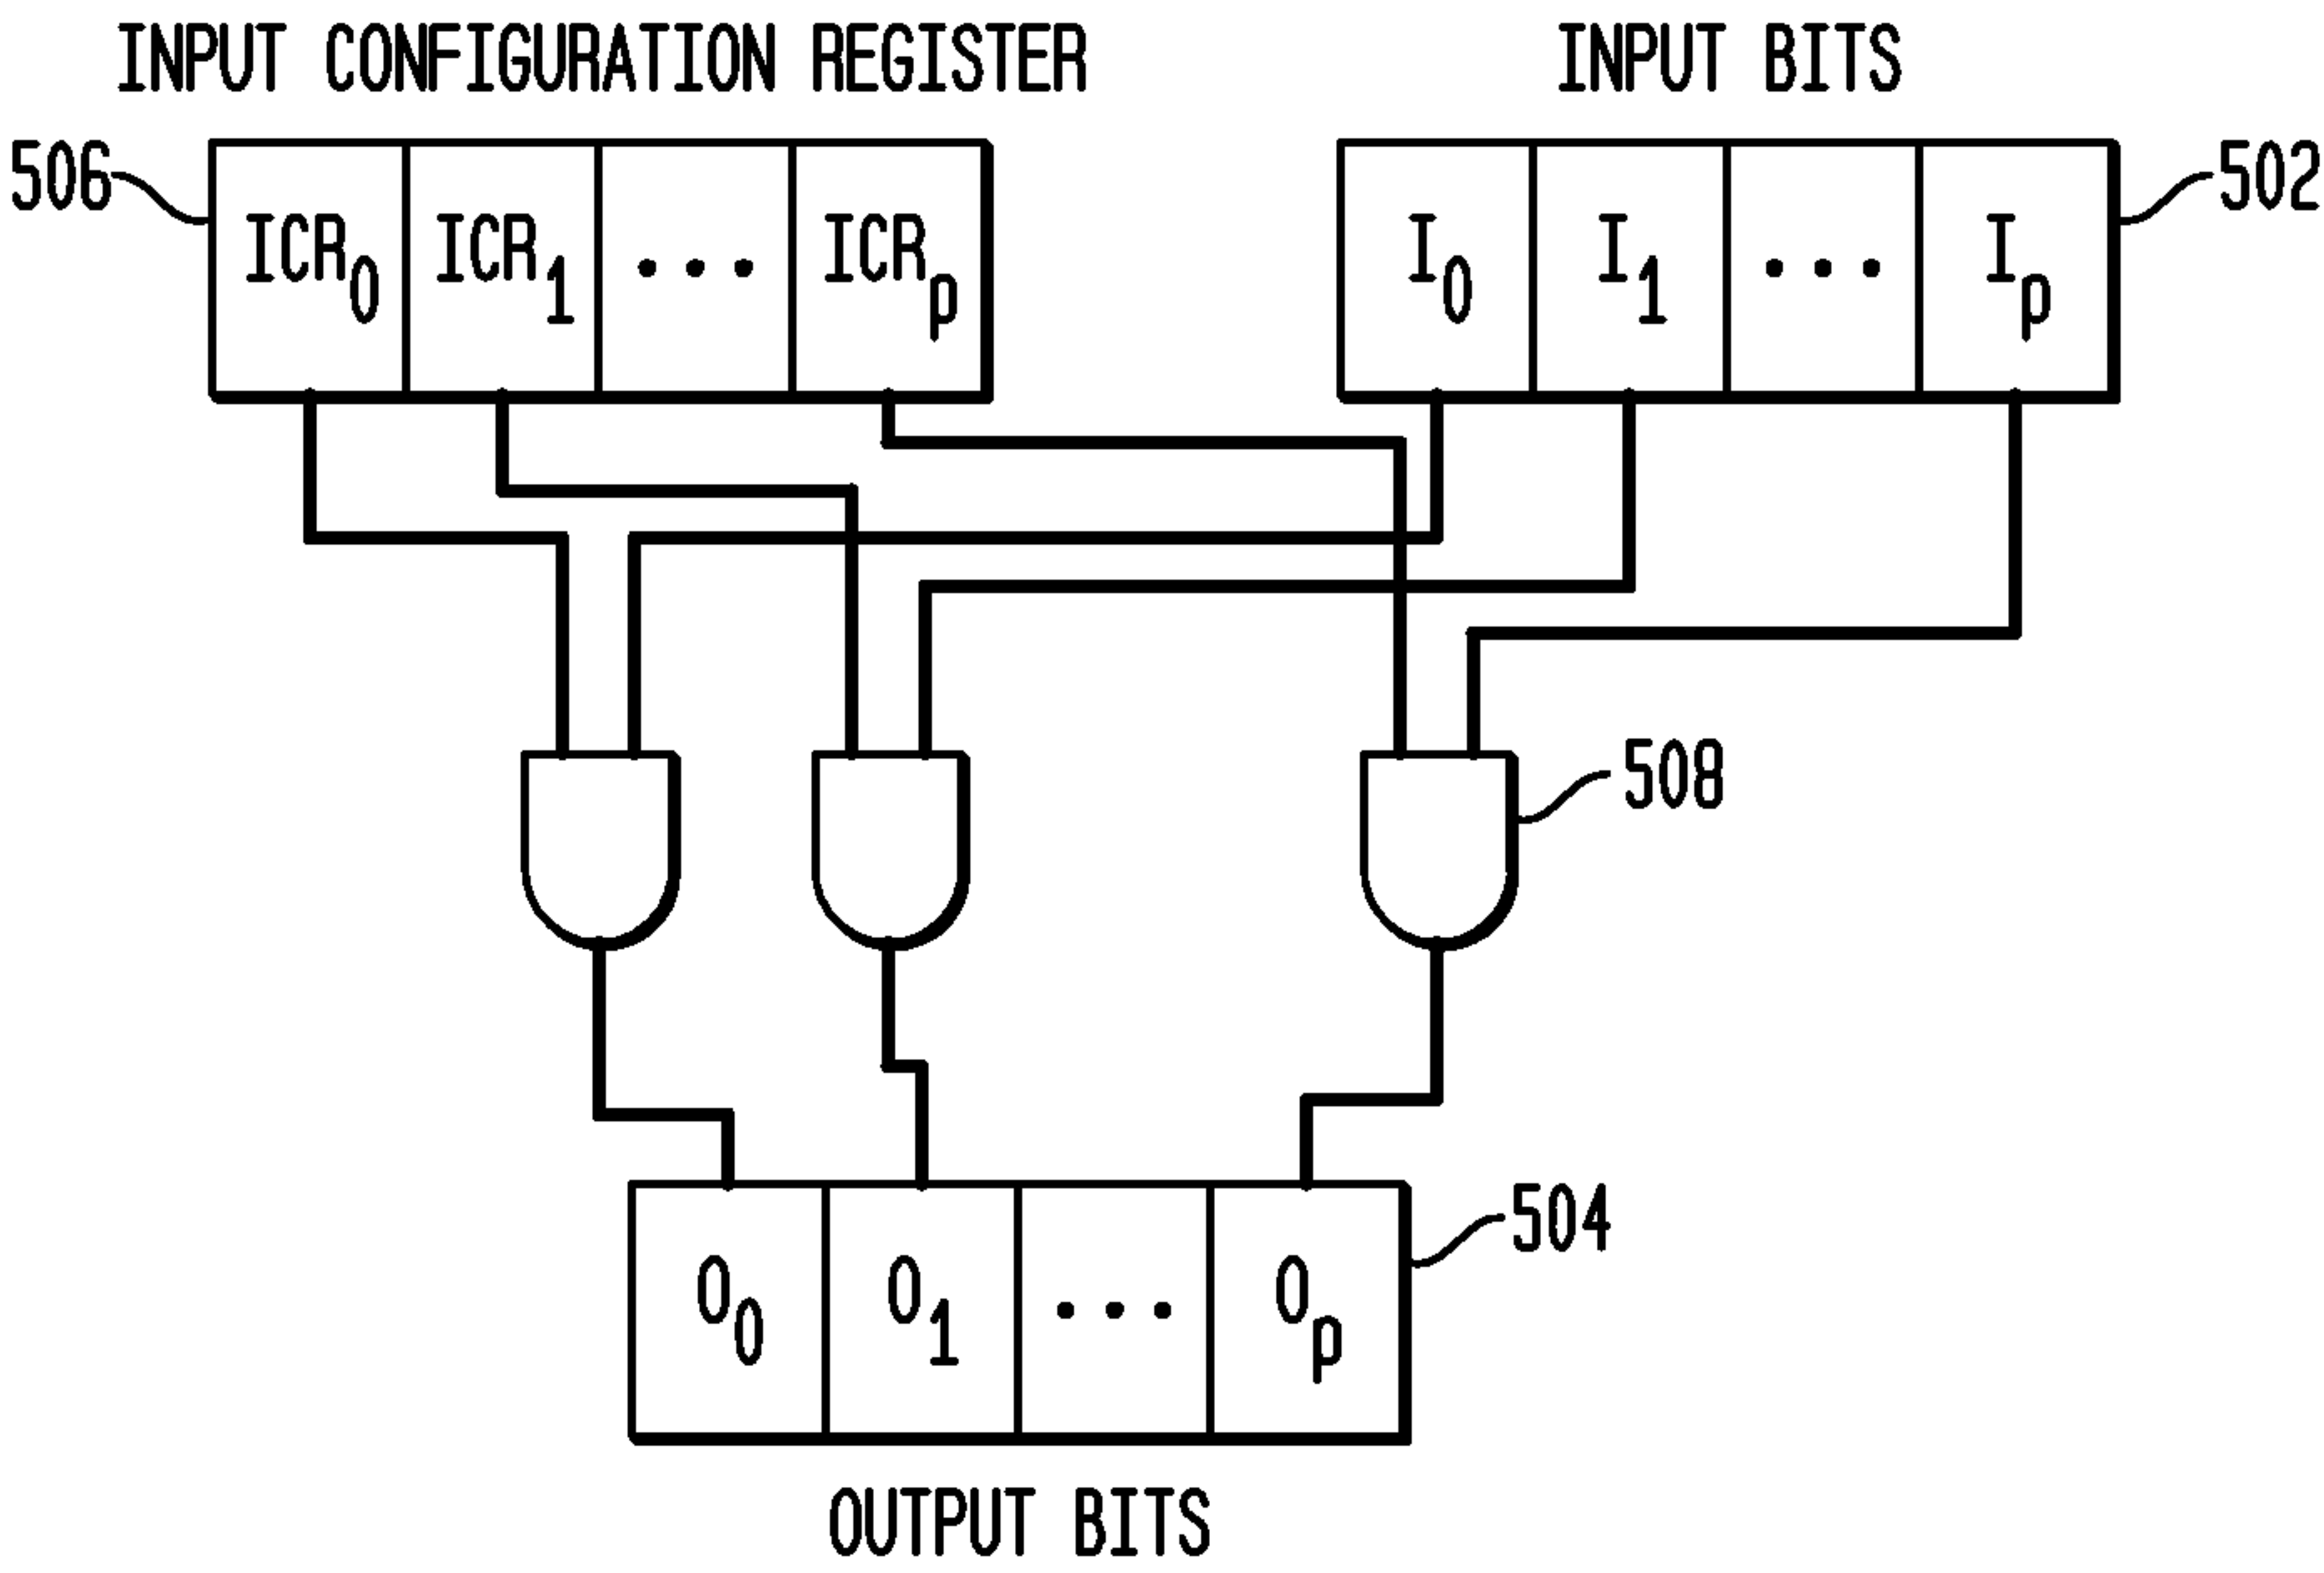 INPUT CONFIGURATION REGISTER
INPUT BITS
506
ICR0 ICR1 ... ICRp
I0 I1 ... Ip
502
508
504
O0 O1 ... Op
OUTPUT BITS